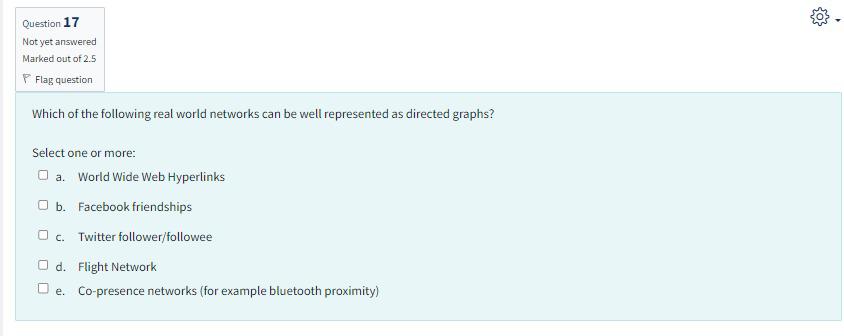 Question 17
Not yet answered
Marked out of 2.5
Flag question
Which of the following real world networks can be well represented as directed graphs?
Select one or more:
a. World Wide Web Hyperlinks
b. Facebook friendships
c. Twitter follower/followee
d. Flight Network
e. Co-presence networks (for example bluetooth proximity)